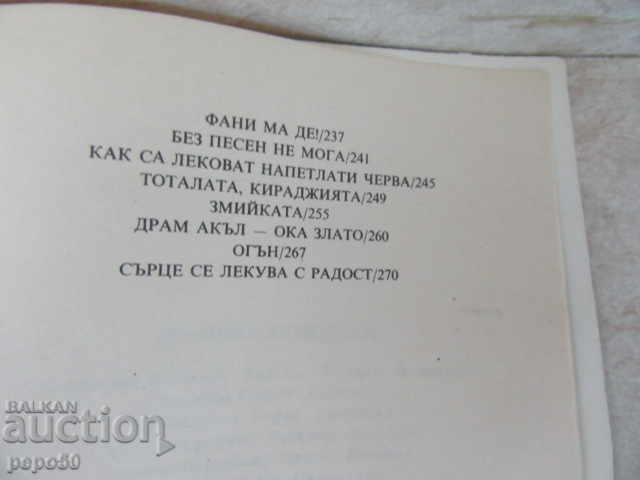 ФАНИ МА ДЕ!/237
БЕЗ ПЕСЕН НЕ МОГА/241
КАК СА ЛЕКОВАТ НАПЕТЛАТИ ЧЕРВА/245
ТОТАЛАТА, КИРАДЖИЯТА/249
ЗМИЙКАТА/255
ДРАМ АКЪЛ — ОКА ЗЛАТО/260
ОГЪН/267
СЪРЦЕ СЕ ЛЕКУВА С РАДОСТ/270
BALKAN
auction
pepo50